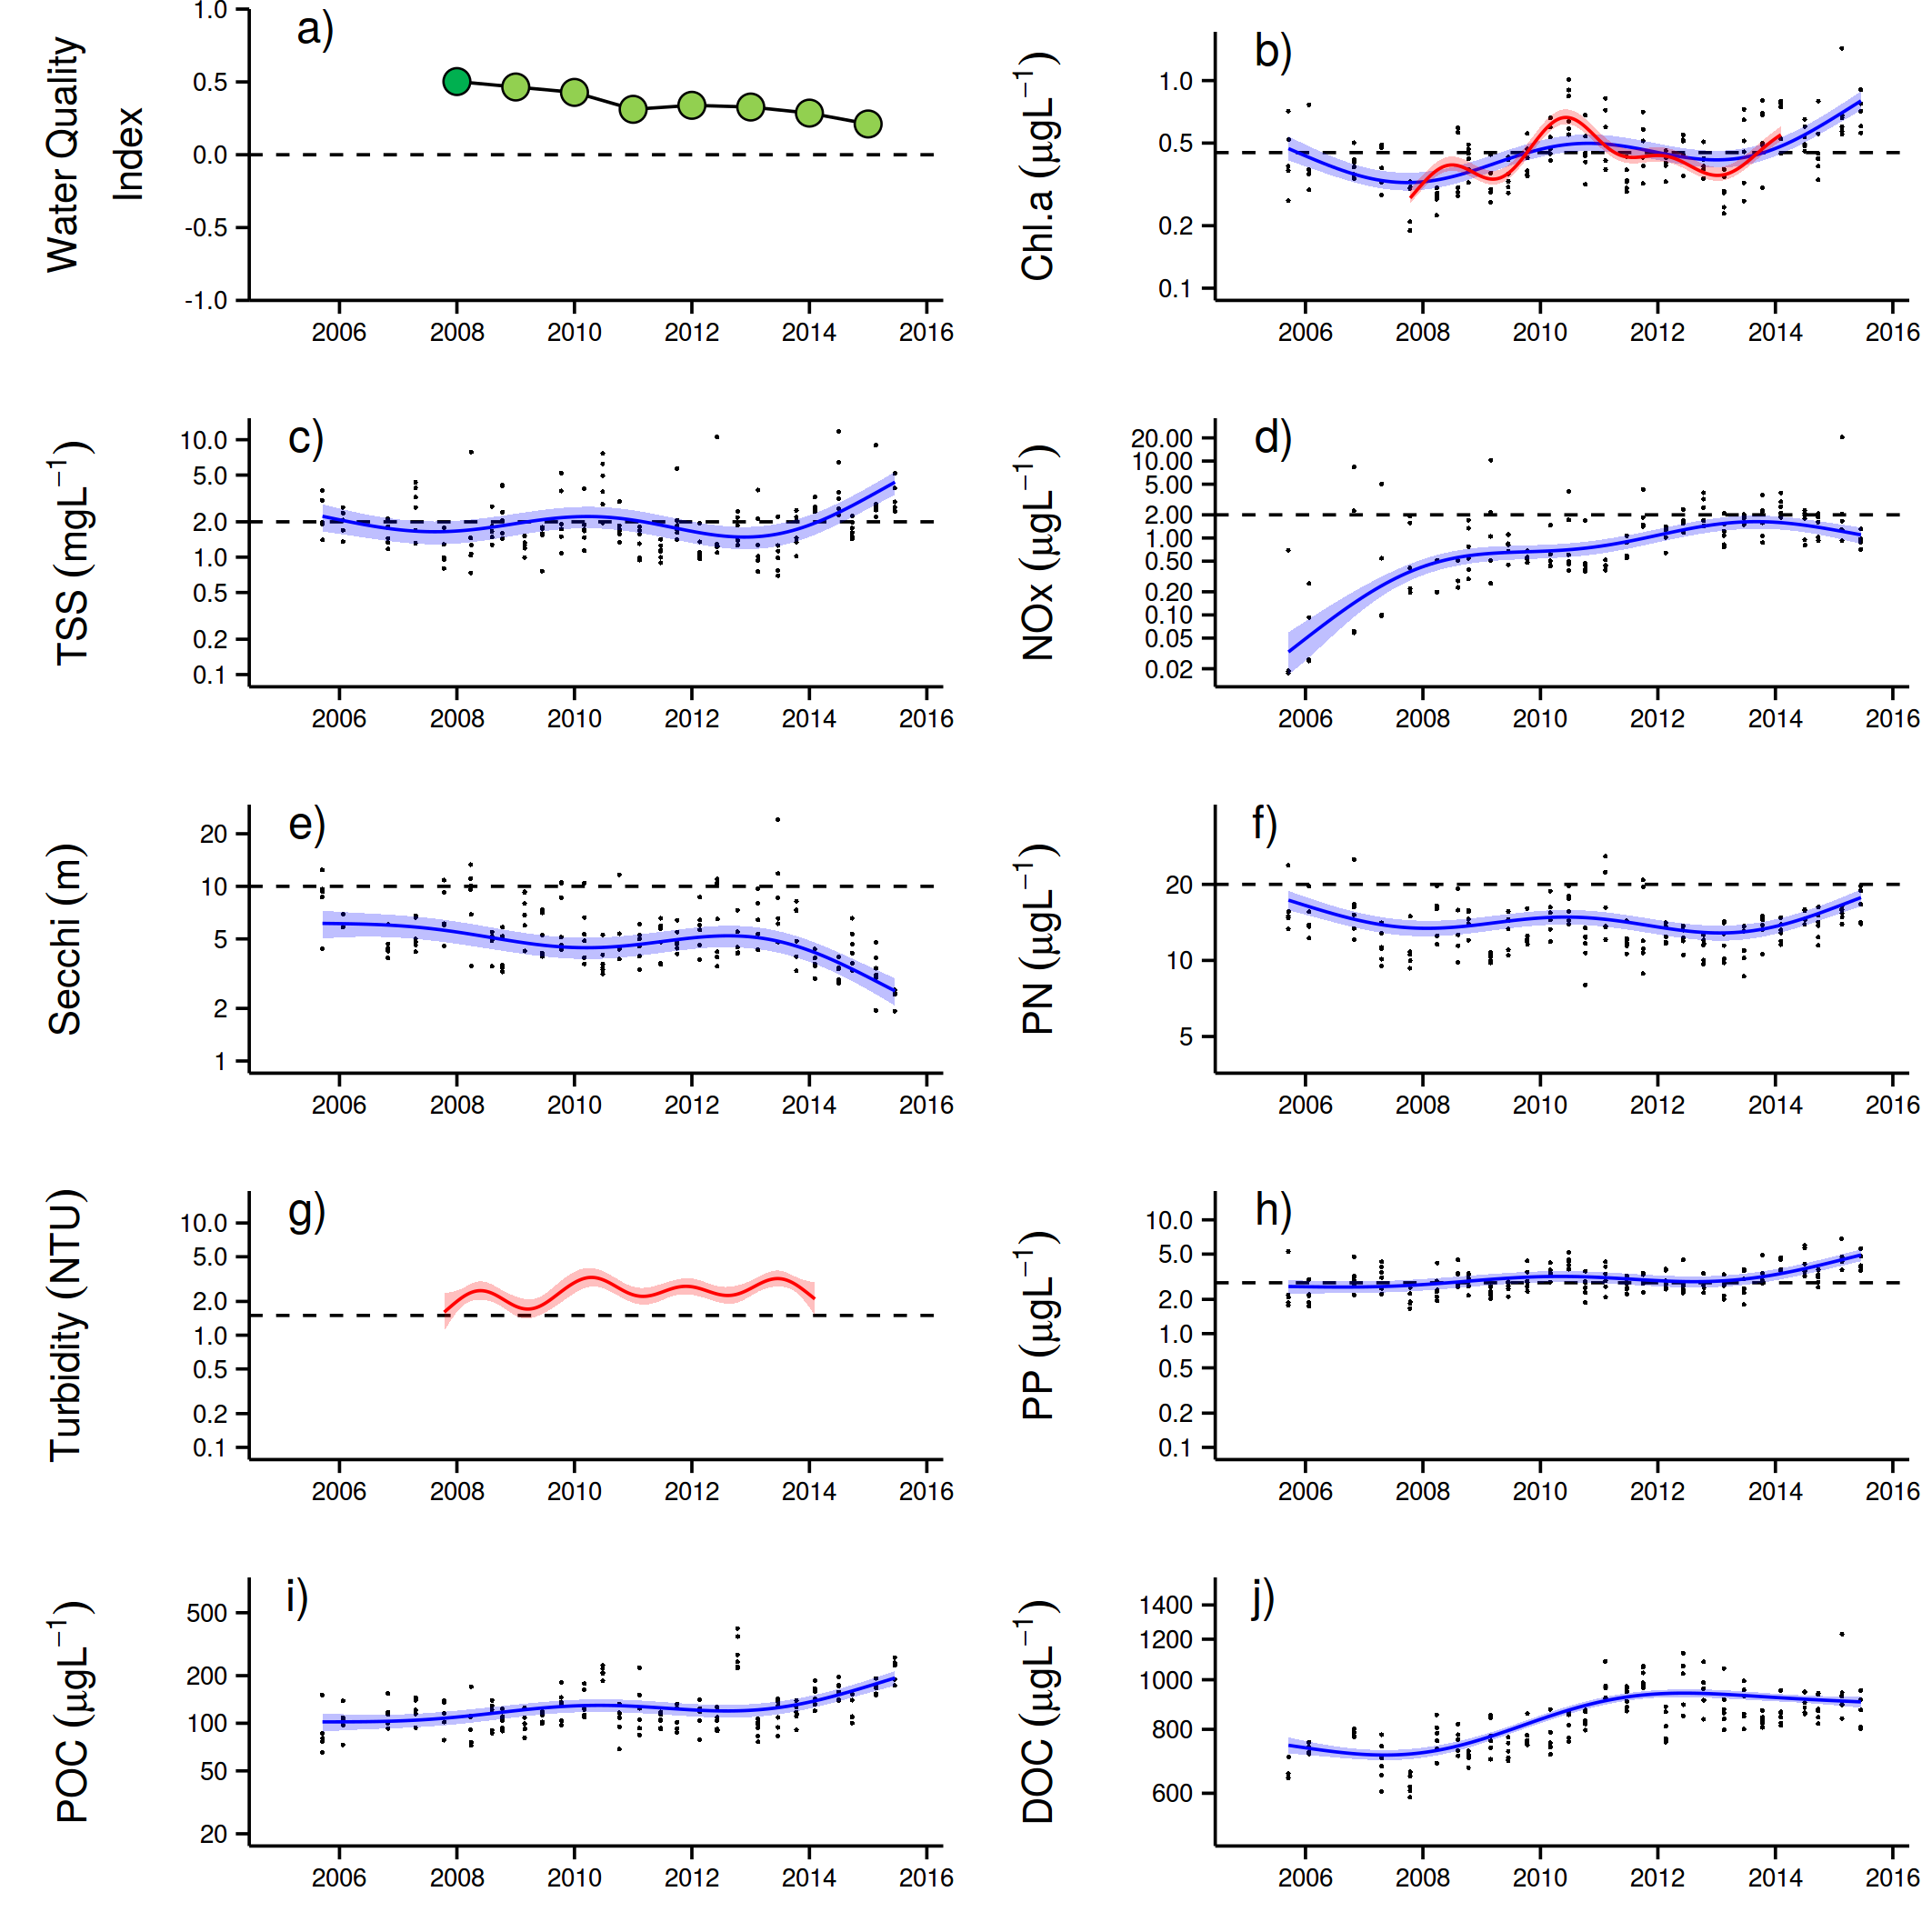 a)
Water Quality
Index
1.0
0.5
0.0
-0.5
-1.0
2006 2008 2010 2012 2014 2016
b)
Chl.a (μgL⁻¹)
1.0
0.5
0.2
0.1
2006 2008 2010 2012 2014 2016
c)
TSS (mgL⁻¹)
10.0
5.0
2.0
1.0
0.5
0.2
0.1
2006 2008 2010 2012 2014 2016
d)
NOx (μgL⁻¹)
20.00
10.00
5.00
2.00
1.00
0.50
0.20
0.10
0.05
0.02
2006 2008 2010 2012 2014 2016
e)
Secchi (m)
20
10
5
2
1
2006 2008 2010 2012 2014 2016
f)
PN (μgL⁻¹)
20
10
5
2006 2008 2010 2012 2014 2016
g)
Turbidity (NTU)
10.0
5.0
2.0
1.0
0.5
0.2
0.1
2006 2008 2010 2012 2014 2016
h)
PP (μgL⁻¹)
10.0
5.0
2.0
1.0
0.5
0.2
0.1
2006 2008 2010 2012 2014 2016
i)
POC (μgL⁻¹)
500
200
100
50
20
2006 2008 2010 2012 2014 2016
j)
DOC (μgL⁻¹)
1400
1200
1000
800
600
2006 2008 2010 2012 2014 2016